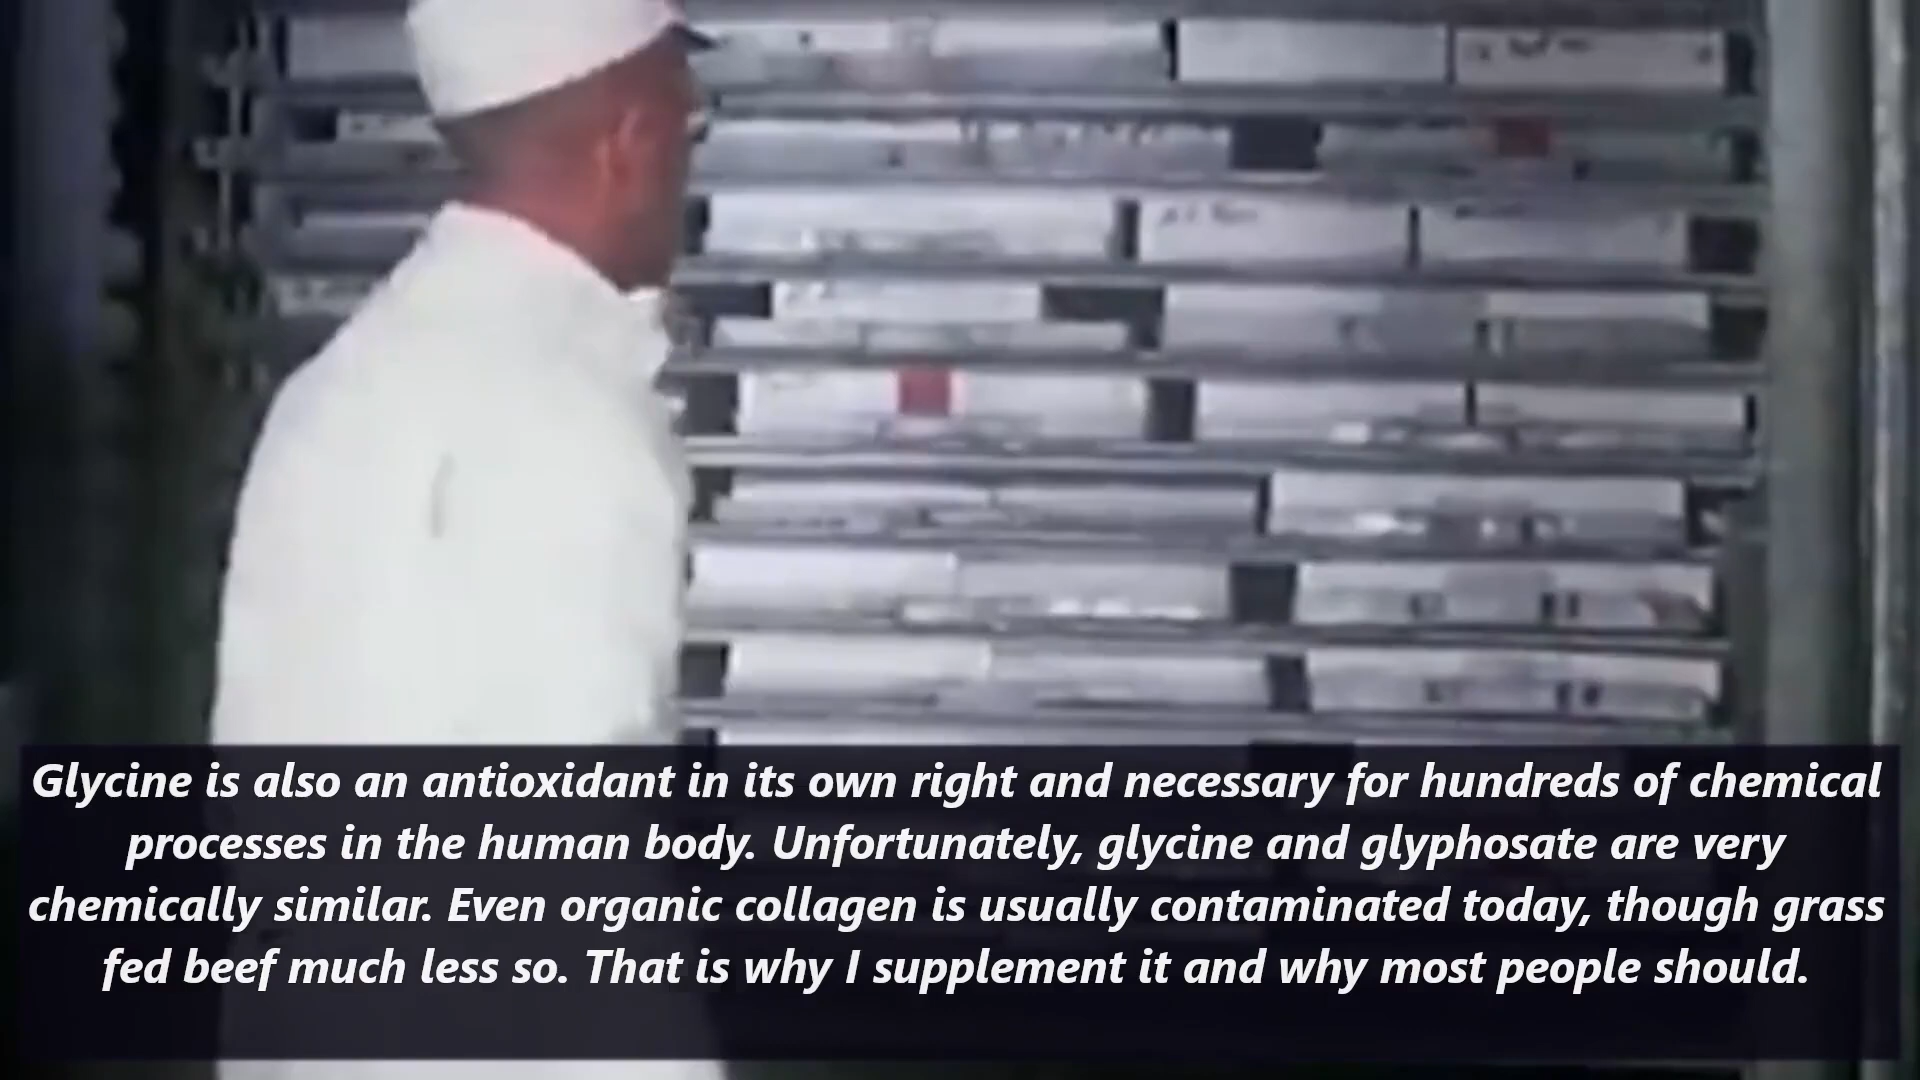 Glycine is also an antioxidant in its own right and necessary for hundreds of chemical
processes in the human body. Unfortunately, glycine and glyphosate are very
chemically similar. Even organic collagen is usually contaminated today, though grass
fed beef much less so. That is why I supplement it and why most people should.